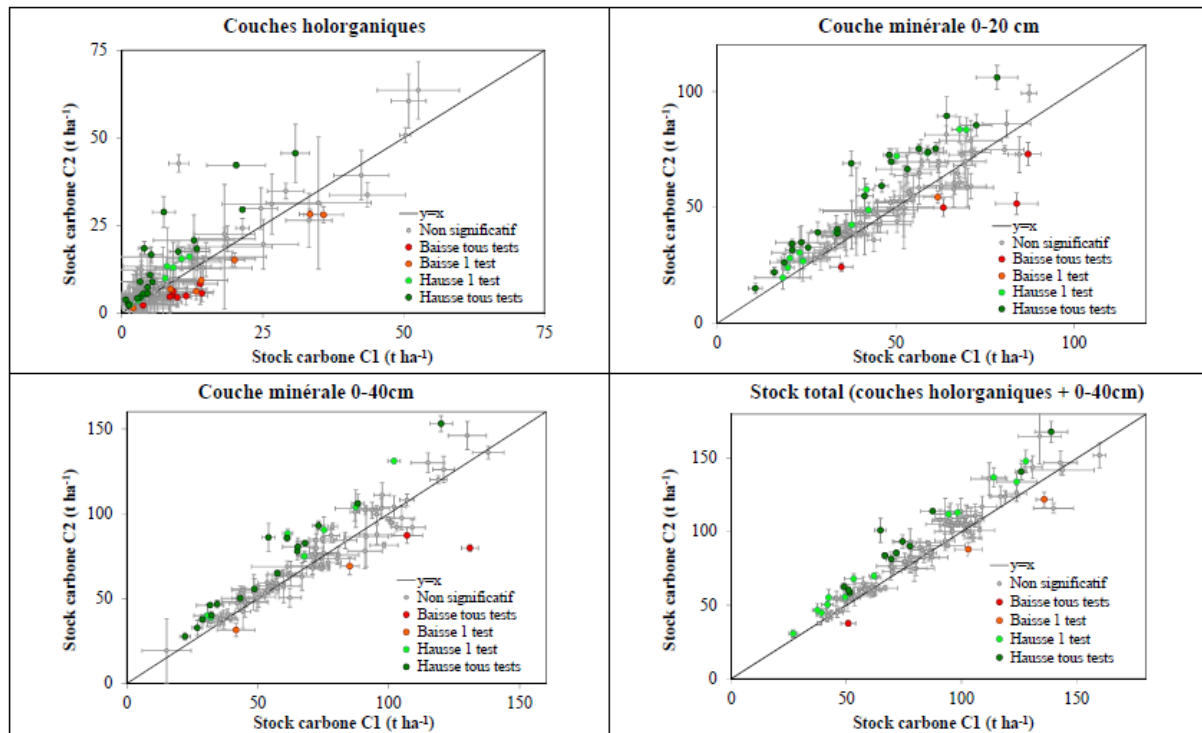 Couches holorganiques
75
50
25
0
0
25
50
75
Stock carbone C2 (t ha⁻¹)
Stock carbone C1 (t ha⁻¹)
y=x
Non significatif
Baisse tous tests
Baisse 1 test
Hausse 1 test
Hausse tous tests
Couche minérale 0-20 cm
100
50
0
0
50
100
Stock carbone C2 (t ha⁻¹)
Stock carbone C1 (t ha⁻¹)
y=x
Non significatif
Baisse tous tests
Baisse 1 test
Hausse 1 test
Hausse tous tests
Couche minérale 0-40cm
150
100
50
0
0
50
100
150
Stock carbone C2 (t ha⁻¹)
Stock carbone C1 (t ha⁻¹)
y=x
Non significatif
Baisse tous tests
Baisse 1 test
Hausse 1 test
Hausse tous tests
Stock total (couches holorganiques + 0-40cm)
150
100
50
0
0
50
100
150
Stock carbone C2 (t ha⁻¹)
Stock carbone C1 (t ha⁻¹)
y=x
Non significatif
Baisse tous tests
Baisse 1 test
Hausse 1 test
Hausse tous tests